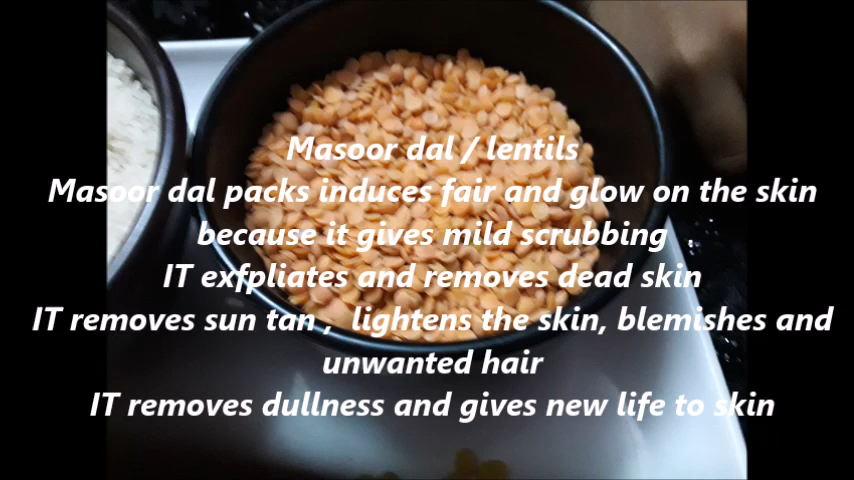 Masoor dal / lentils
Masoor dal packs induces fair and glow on the skin
because it gives mild scrubbing
IT exfpliates and removes dead skin
IT removes sun tan ,  lightens the skin, blemishes and
unwanted hair
IT removes dullness and gives new life to skin